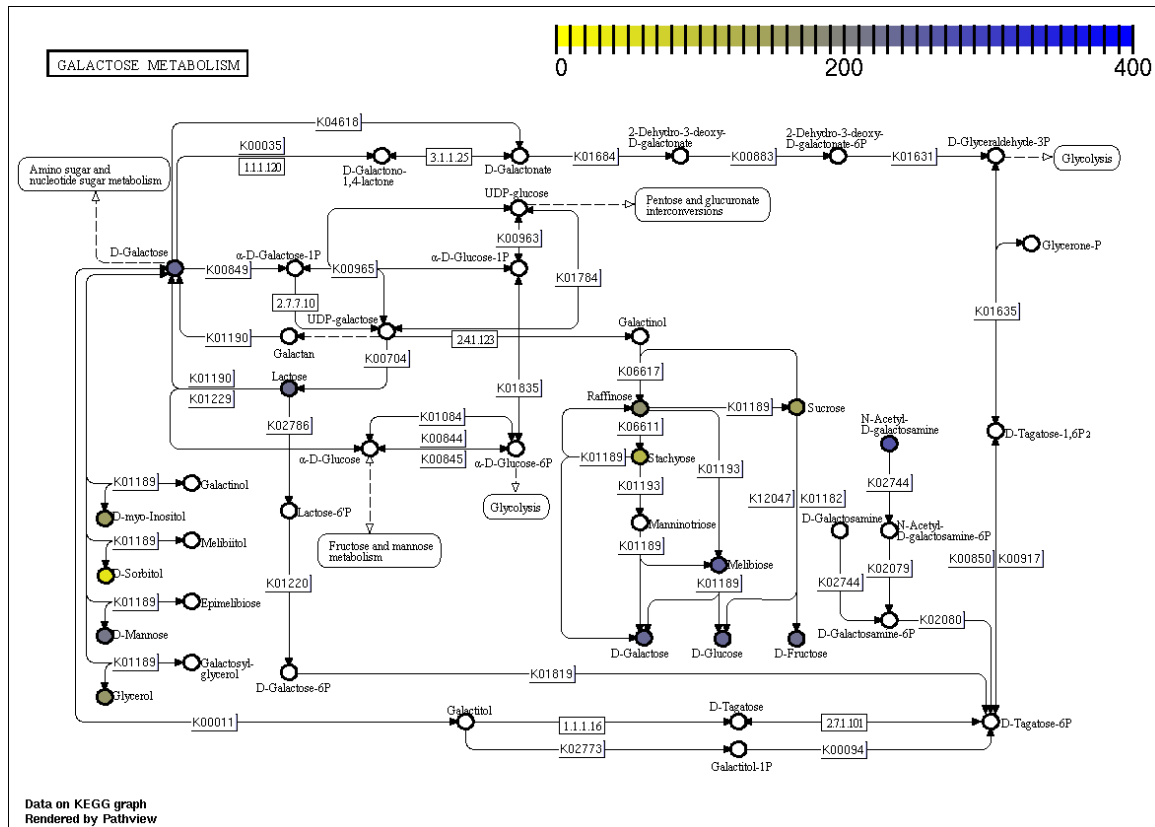 GALACTOSE METABOLISM
0
200
400
K04618
K00035
1.1.1.120
D-Galactono-
1,4-lactone
3.1.1.25
D-Galactonate
K01684
2-Dehydro-3-deoxy-
D-galactonate
K00883
2-Dehydro-3-deoxy-
D-galactonate-6P
K01631
D-Glyceraldehyde-3P
Glycolysis
Amino sugar and
nucleotide sugar metabolism
UDP-glucose
Pentose and glucuronate
interconversions
D-Galactose
K00849
α-D-Galactose-1P
K00965
α-D-Glucose-1P
K00963
K01784
Glycerone-P
2.7.7.10
UDP-galactose
K01190
Galactan
2.4.1.123
Galactinol
K01635
K00704
K01190
K01229
Lactose
K01835
K06617
Raffinose
K01189
Sucrose
K02786
K01084
K00844
K00845
α-D-Glucose
α-D-Glucose-6P
K06611
K01189
Stachyose
K01193
K01193
N-Acetyl-
D-galactosamine
D-Tagatose-1,6P2
K01189
Galactinol
D-myo-Inositol
Lactose-6'P
Glycolysis
Fructose and mannose
metabolism
K02744
K12047
K01182
D-Galactosamine
Manninotriose
N-Acetyl-
D-galactosamine-6P
K01189
Melibiitol
D-Sorbitol
K01189
Melibiose
K01189
K00850
K00917
K02744
K02079
K01220
K01189
Epimelibiose
D-Mannose
D-Galactosamine-6P
K02080
D-Galactose
D-Glucose
D-Fructose
K01189
Galactosyl-
glycerol
Glycerol
D-Galactose-6P
K01819
K00011
Galactitol
1.1.1.16
D-Tagatose
2.7.1.101
D-Tagatose-6P
K02773
Galactitol-1P
K00094
Data on KEGG graph
Rendered by Pathview